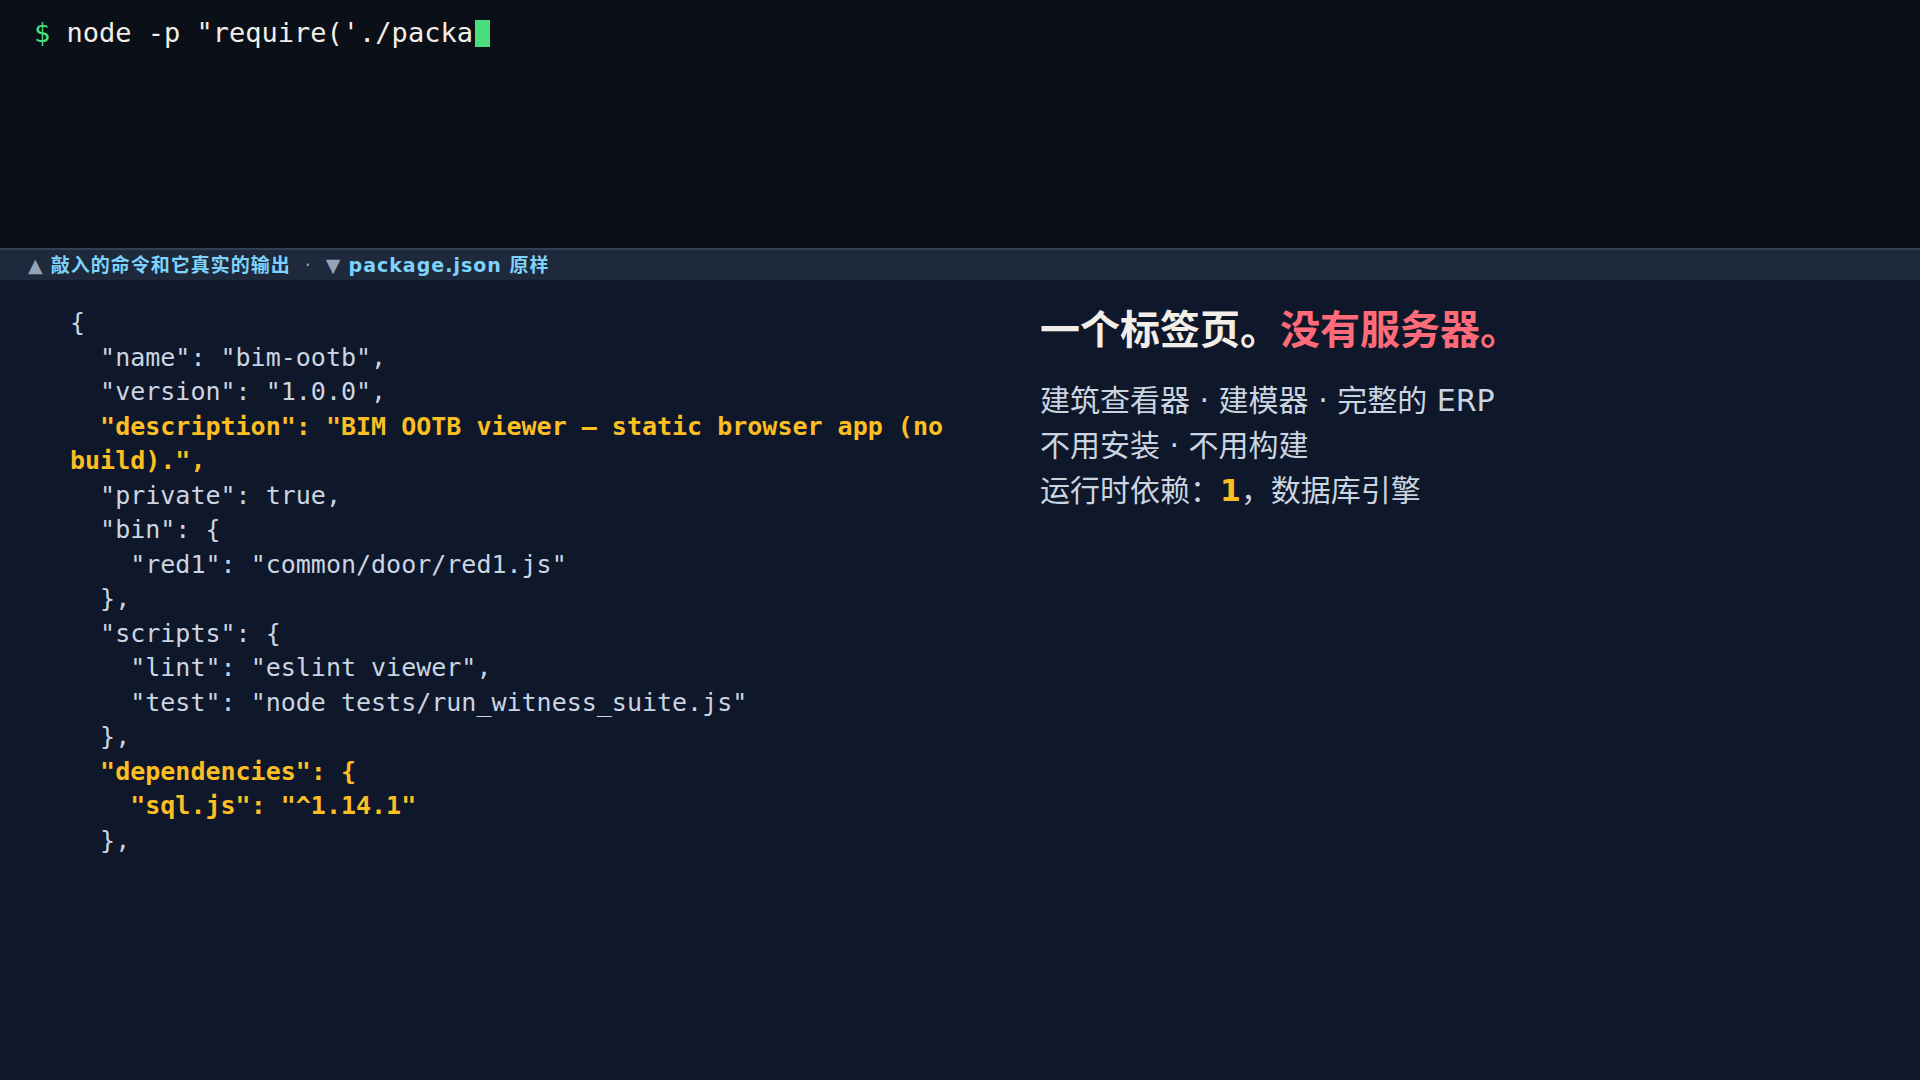 $ node -p "require('./packa
▲ 敲入的命令和它真实的输出 · ▼ package.json 原样
{
  "name": "bim-ootb",
  "version": "1.0.0",
  "description": "BIM OOTB viewer — static browser app (no
build).",
  "private": true,
  "bin": {
    "red1": "common/door/red1.js"
  },
  "scripts": {
    "lint": "eslint viewer",
    "test": "node tests/run_witness_suite.js"
  },
  "dependencies": {
    "sql.js": "^1.14.1"
  },
一个标签页。没有服务器。
建筑查看器 · 建模器 · 完整的 ERP
不用安装 · 不用构建
运行时依赖：1，数据库引擎